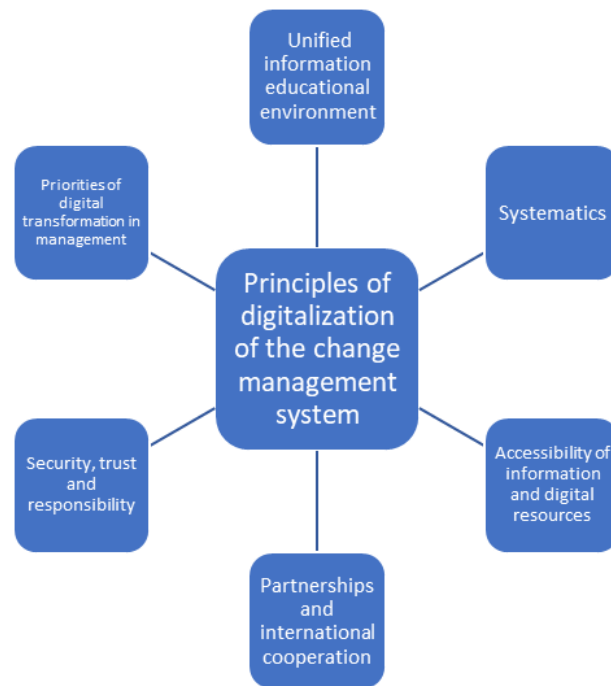 Unified
information
educational
environment
Priorities of
digital
transformation in
management
Systematics
Principles of
digitalization
of the change
management
system
Security, trust
and
responsibility
Accessibility of
information
and digital
resources
Partnerships
and
international
cooperation